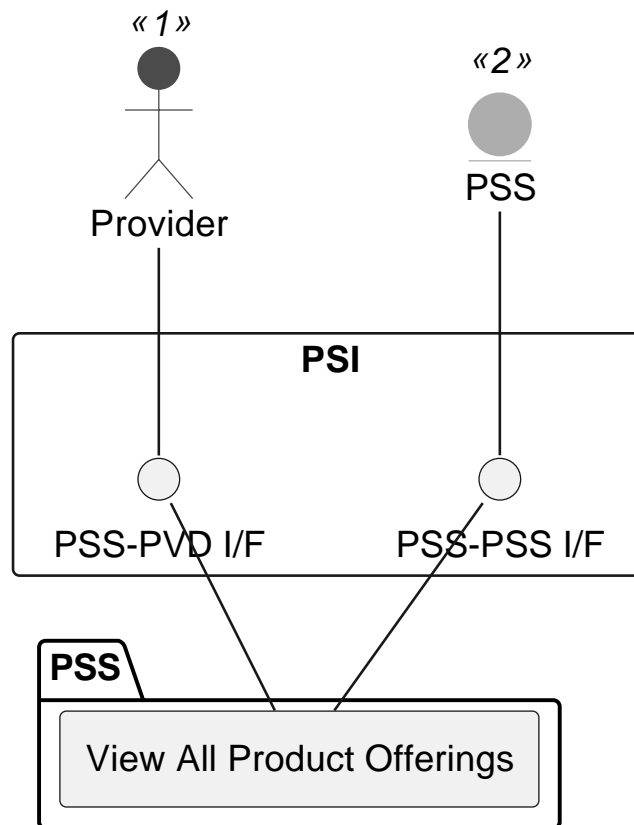 «1»
«2»
Provider
PSS
PSI
PSS-PVD I/F
PSS-PSS I/F
PSS
View All Product Offerings